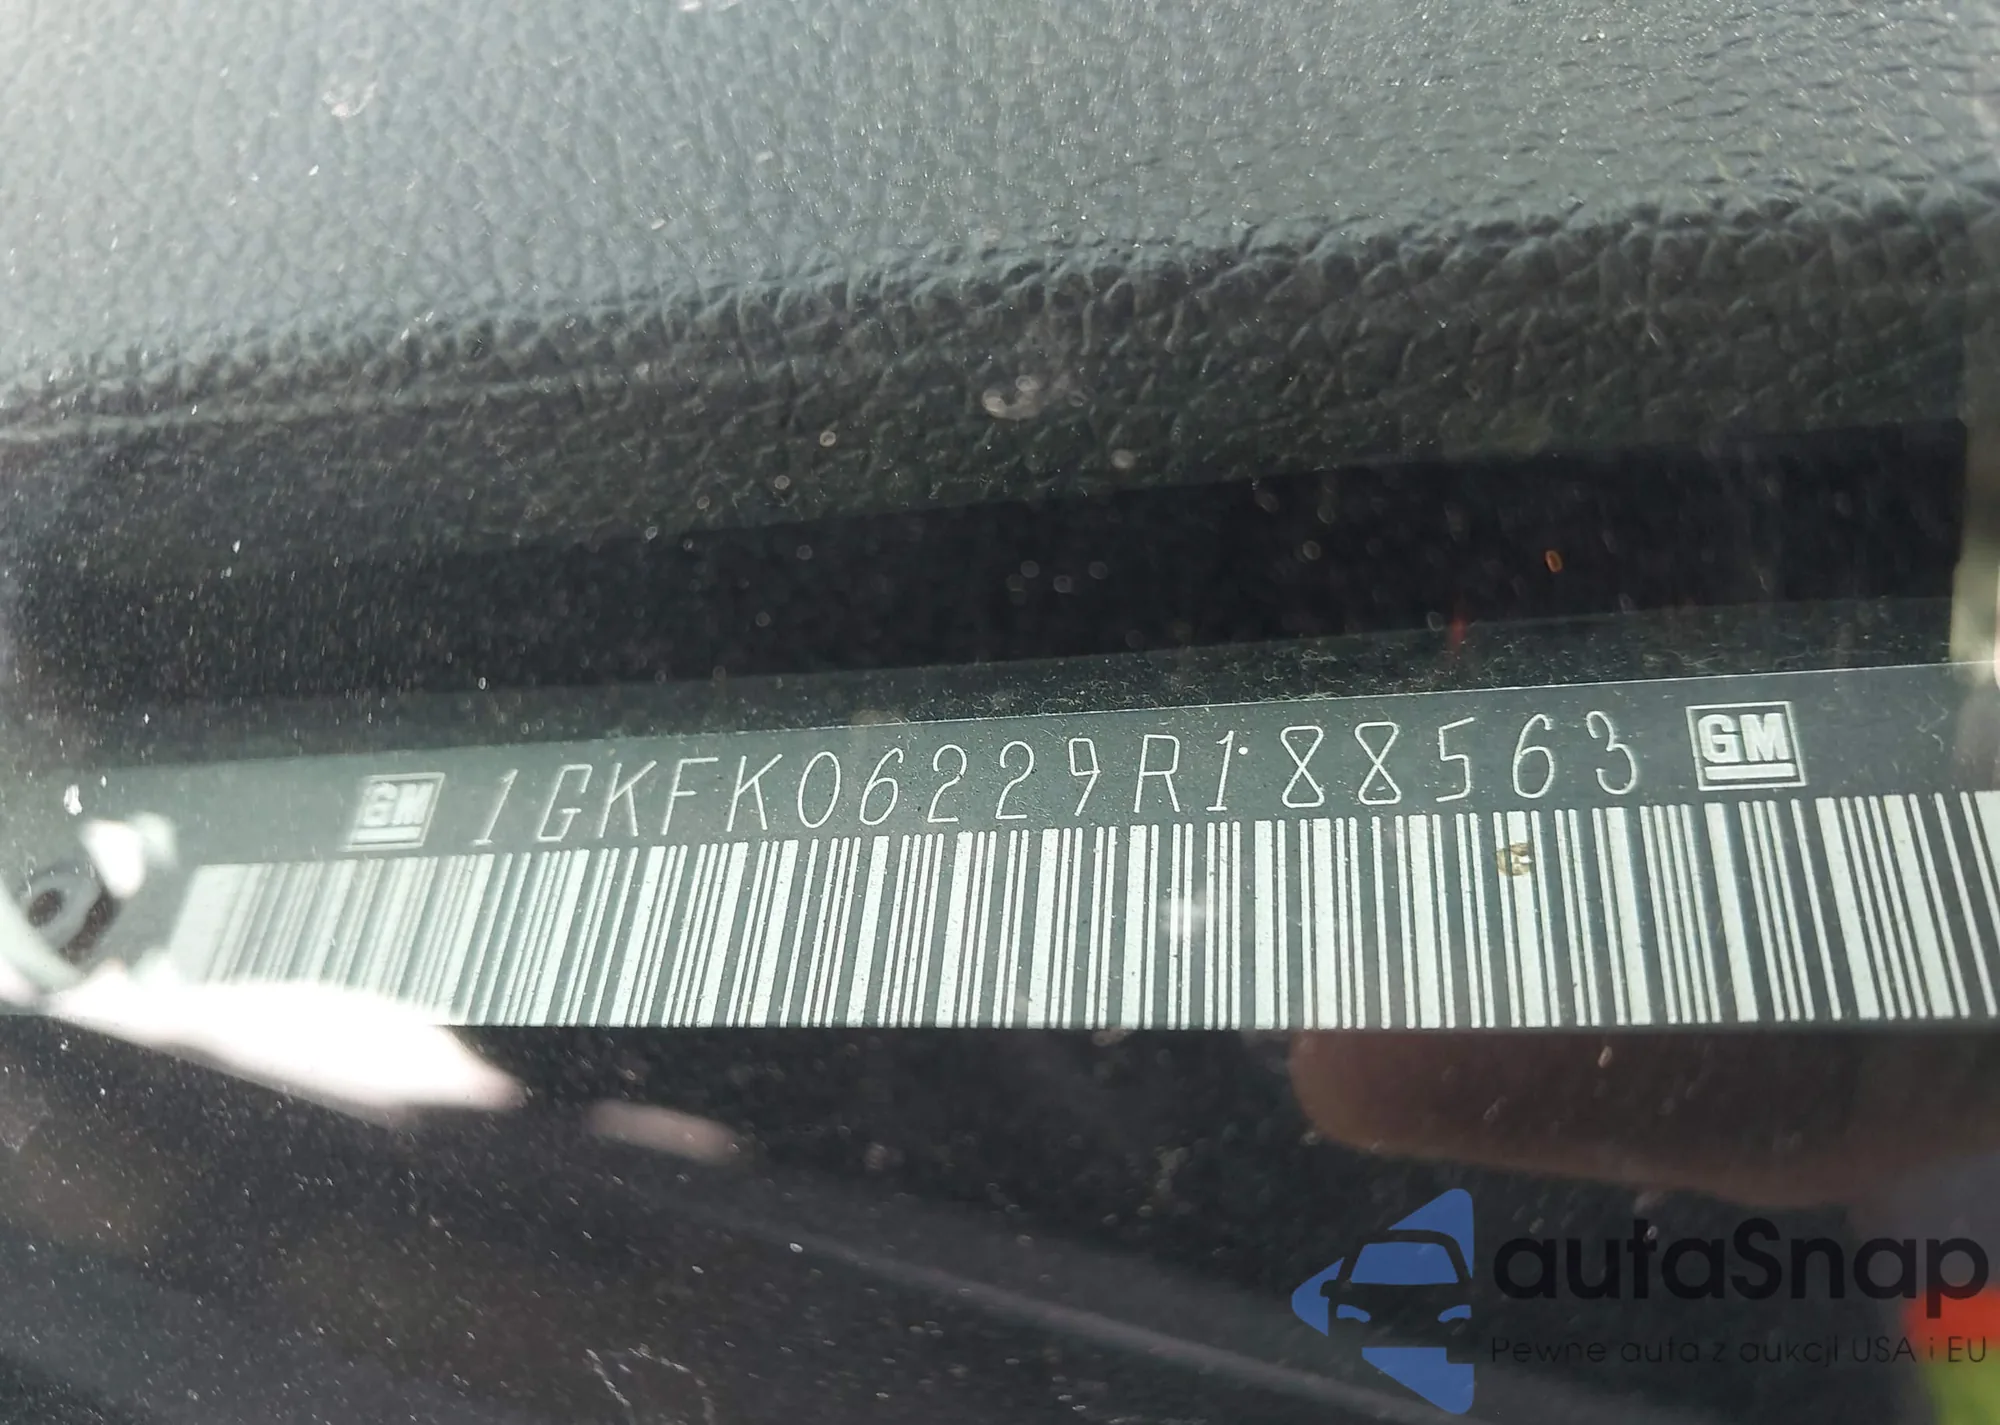 GM 1GKFK06229R188563 GM
autaSnap
Pewne auta z aukcji USA i EU